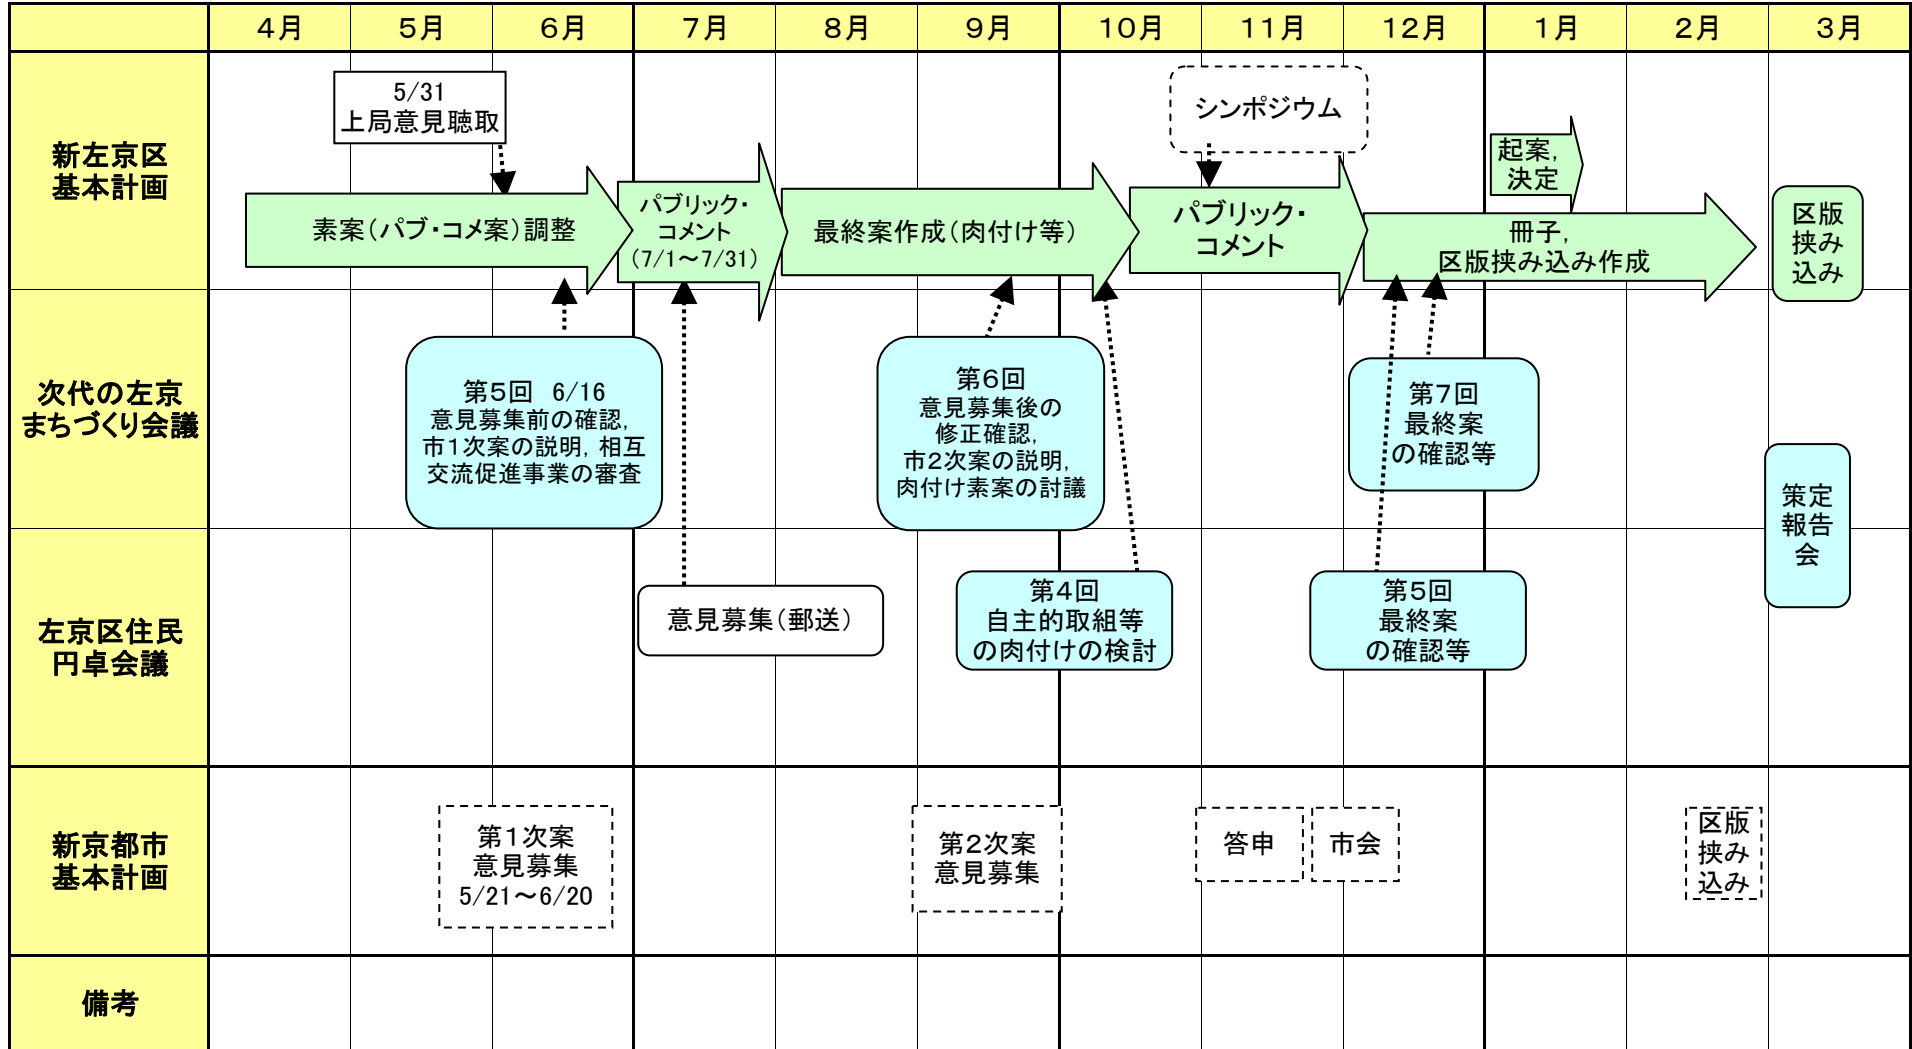 4月 5月 6月 7月 8月 9月 10月 11月 12月 1月 2月 3月
新左京区
基本計画
5/31
上局意見聴取
素案(パブ・コメ案)調整
パブリック・
コメント
(7/1～7/31)
最終案作成(肉付け等)
シンポジウム
パブリック・
コメント
起案,
決定
冊子,
区版挟み込み作成
区版
挟み
込み
次代の左京
まちづくり会議
第5回 6/16
意見募集前の確認,
市1次案の説明, 相互
交流促進事業の審査
第6回
意見募集後の
修正確認,
市2次案の説明,
肉付け素案の討議
第7回
最終案
の確認等
策定
報告
会
左京区住民
円卓会議
意見募集(郵送)
第4回
自主的取組等
の肉付けの検討
第5回
最終案
の確認等
新京都市
基本計画
第1次案
意見募集
5/21～6/20
第2次案
意見募集
答申
市会
区版
挟み
込み
備考